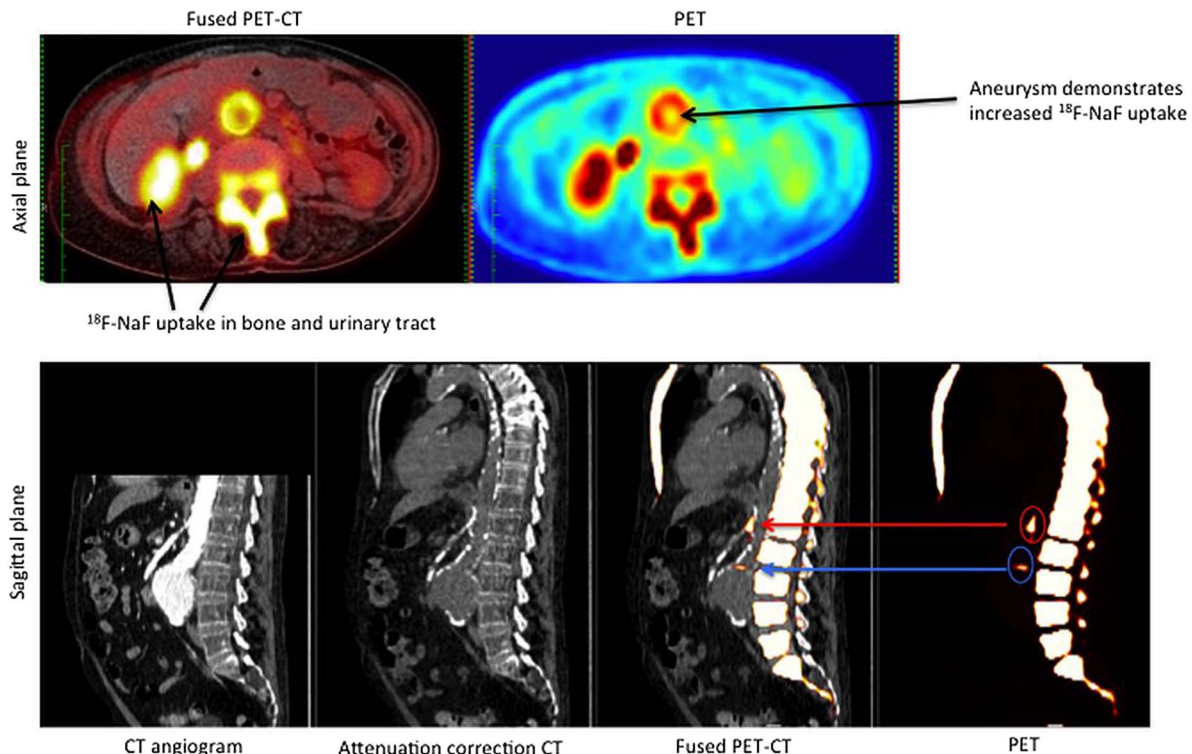 Fused PET-CT
PET
Axial plane
Aneurysm demonstrates
increased ¹⁸F-NaF uptake
¹⁸F-NaF uptake in bone and urinary tract
Sagittal plane
CT angiogram
Attenuation correction CT
Fused PET-CT
PET